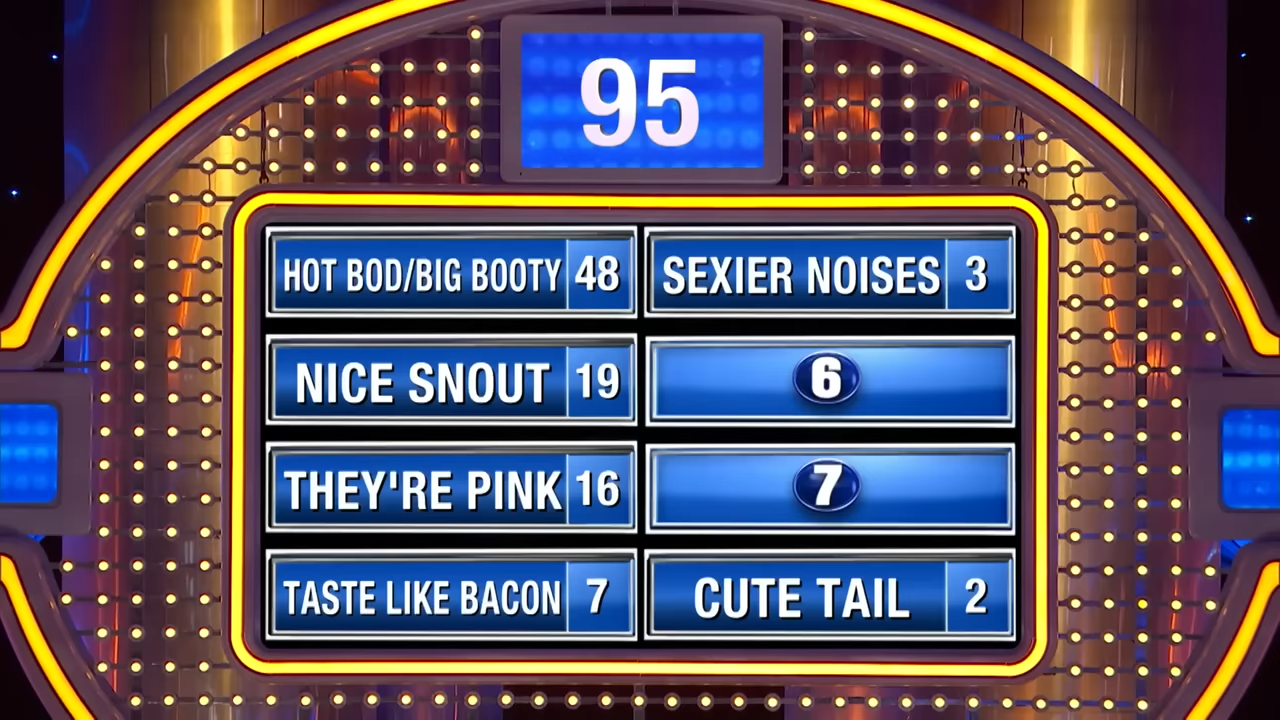 95
HOT BOD/BIG BOOTY 48
NICE SNOUT 19
THEY'RE PINK 16
TASTE LIKE BACON 7
SEXIER NOISES 3
6
7
CUTE TAIL 2